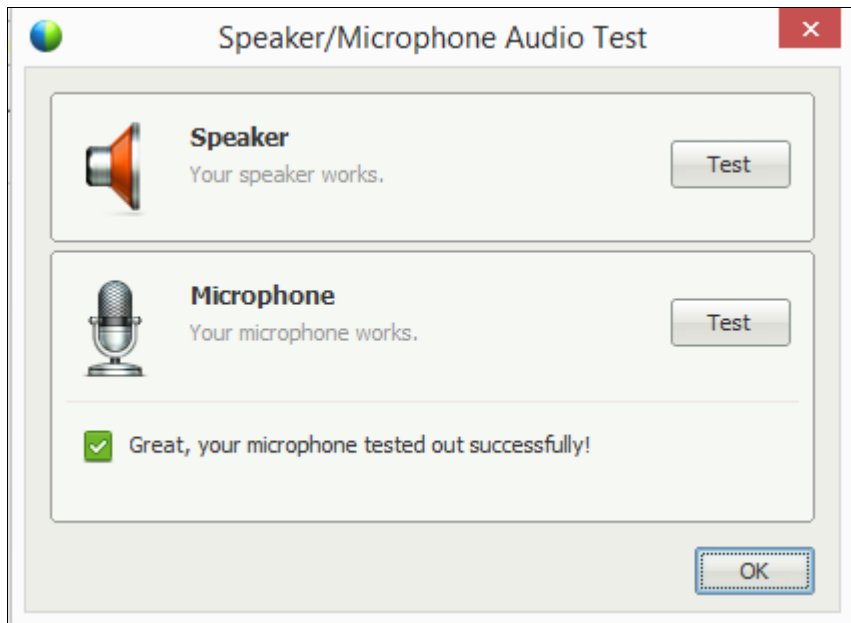 Speaker/Microphone Audio Test
Speaker
Your speaker works.
Test
Microphone
Your microphone works.
Test
Great, your microphone tested out successfully!
OK